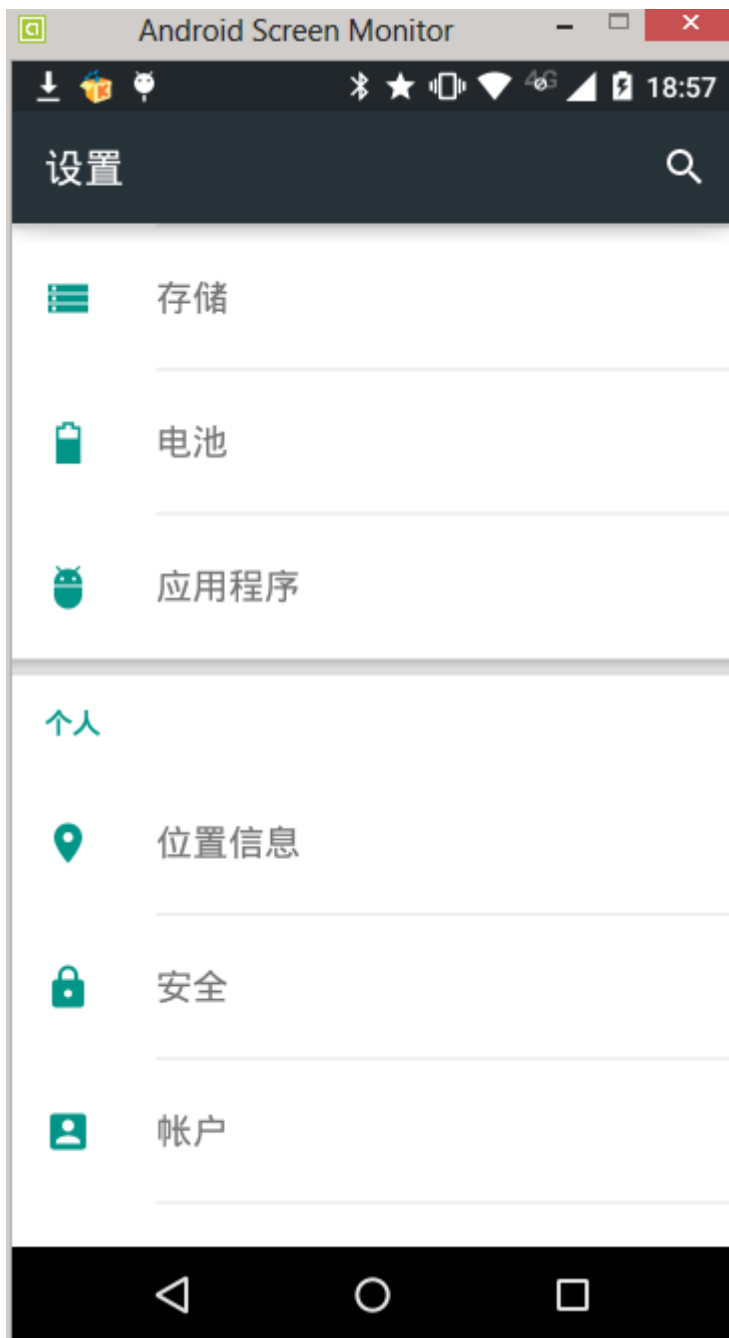 Android Screen Monitor
4G 18:57
设置
存储
电池
应用程序
个人
位置信息
安全
帐户